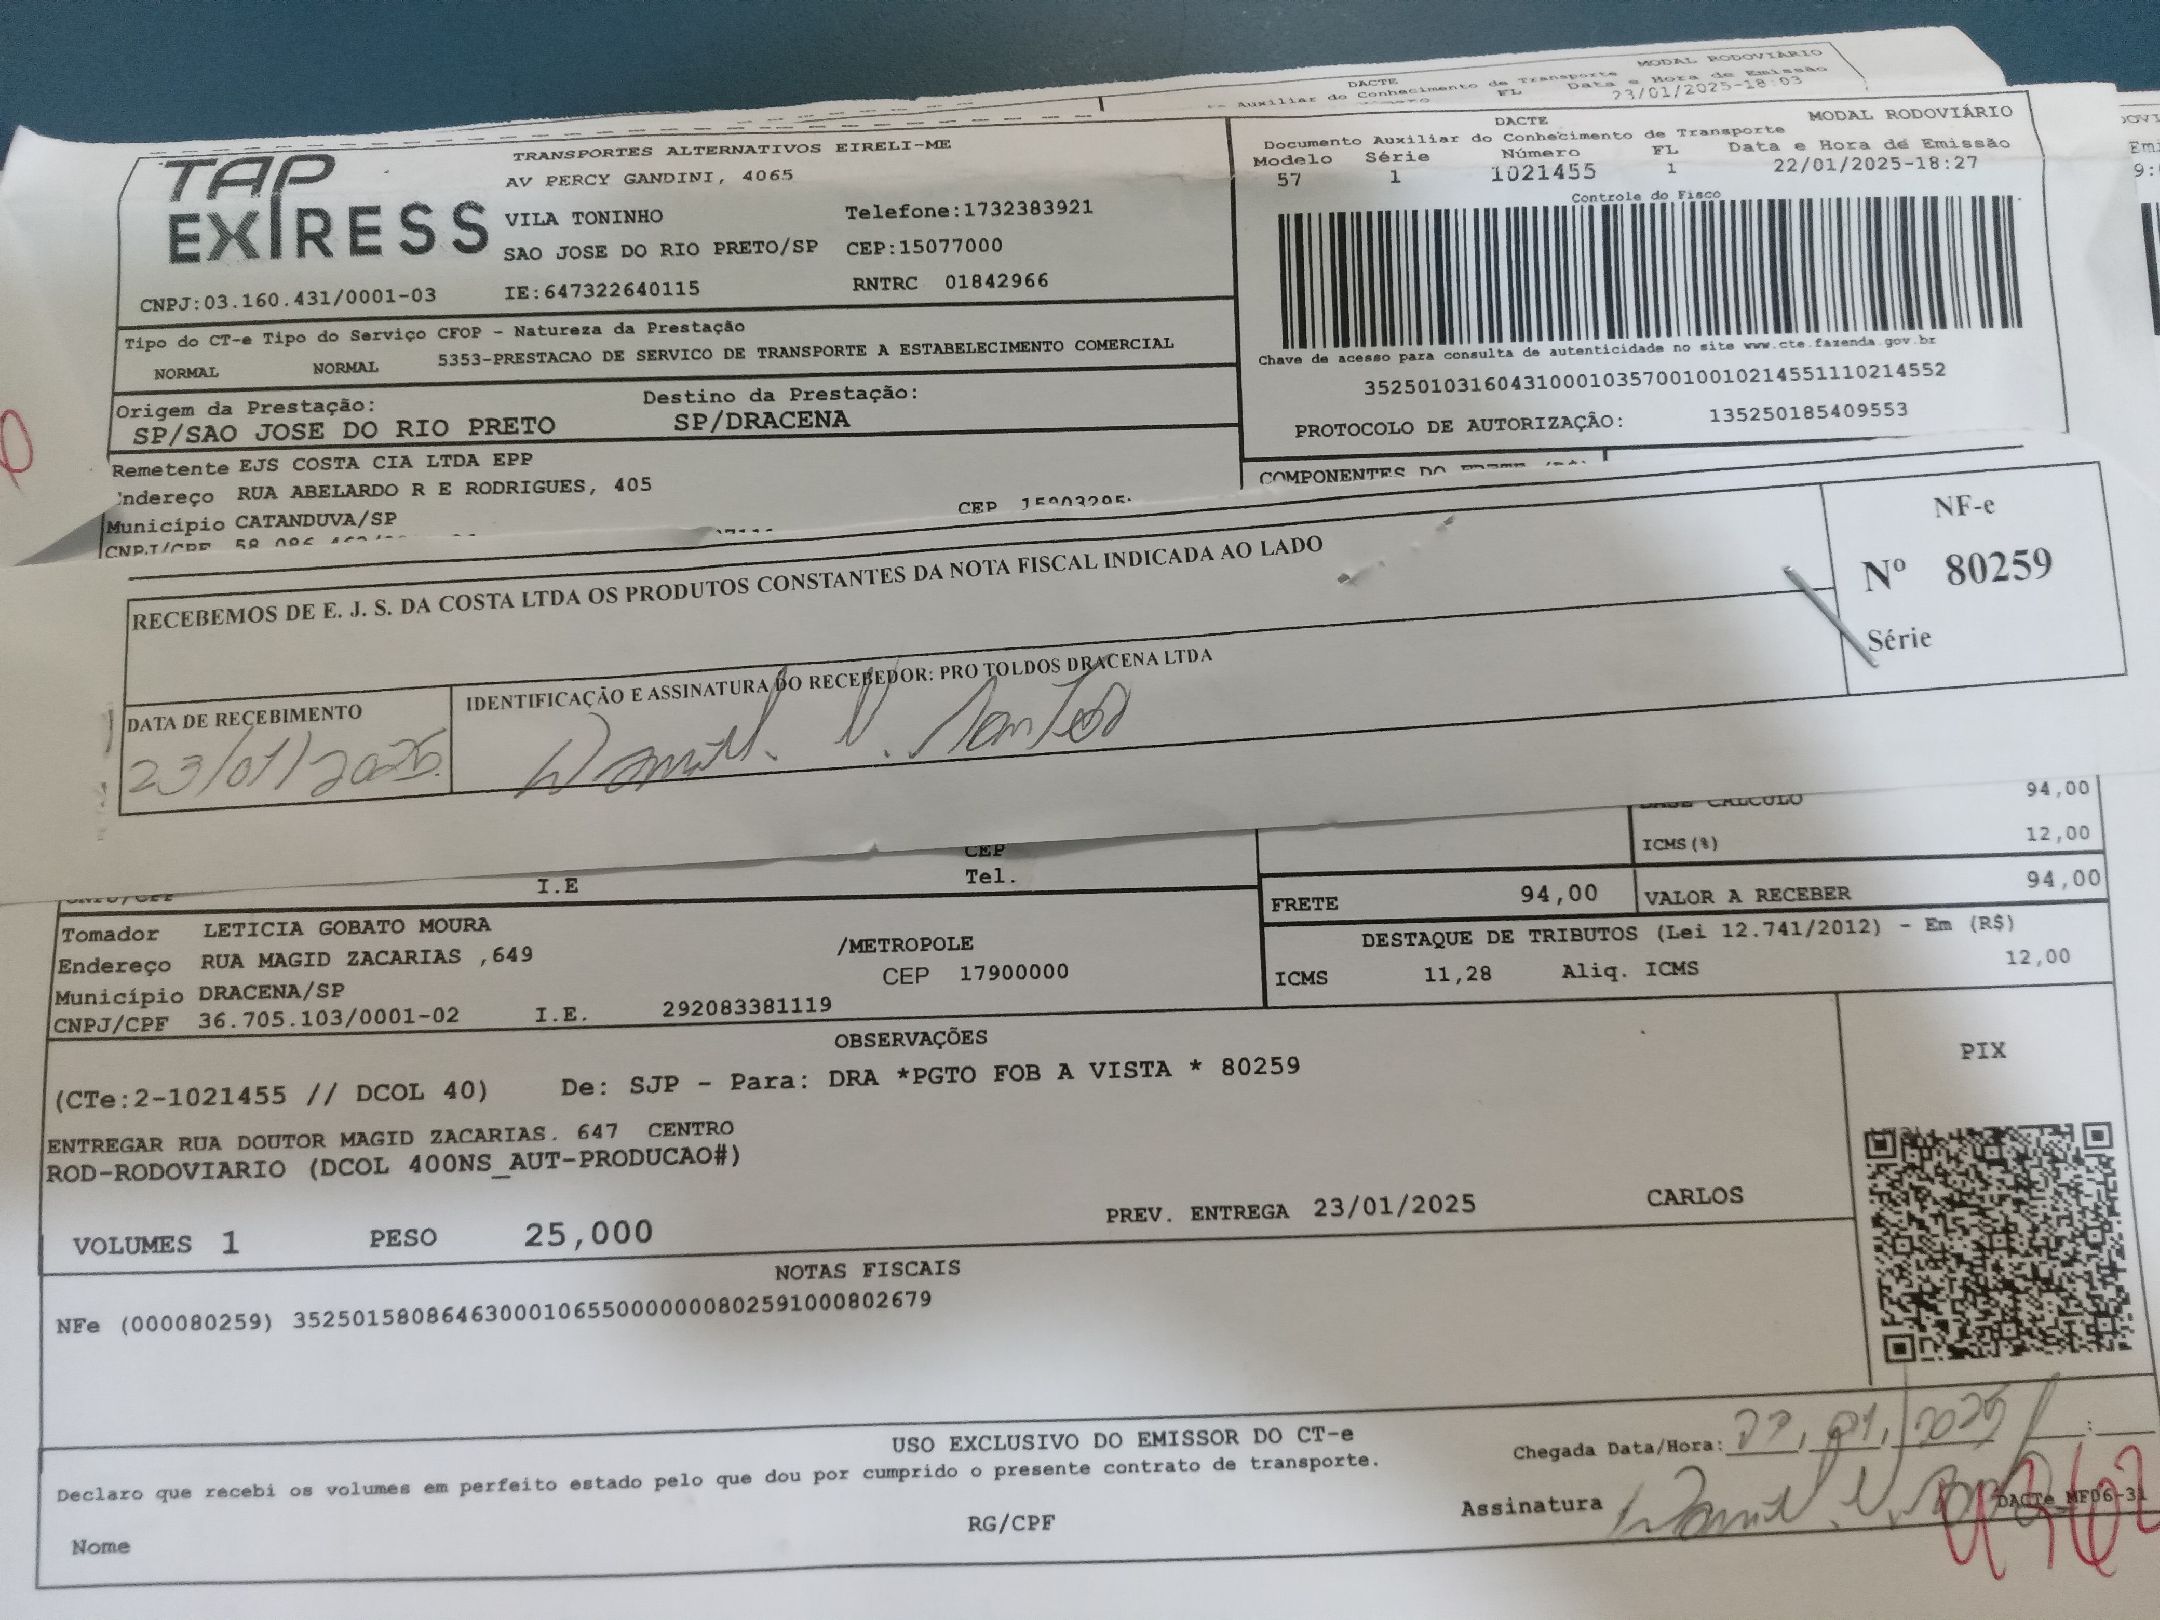 DACTE
MODAL RODOVIÁRIO
Auxiliar do Conhecimento de Transporte
FL
Data e Hora de Emissão
23/01/2025-18:03
TAP EXPRESS
TRANSPORTES ALTERNATIVOS EIRELI-ME
AV PERCY GANDINI, 4065
VILA TONINHO
Telefone:1732383921
SAO JOSE DO RIO PRETO/SP
CEP:15077000
CNPJ:03.160.431/0001-03
IE:647322640115
RNTRC 01842966
DACTE
MODAL RODOVIÁRIO
Documento Auxiliar do Conhecimento de Transporte
Modelo Série Número FL Data e Hora de Emissão
57 1 1021455 1 22/01/2025-18:27
Controle do Fisco
Chave de acesso para consulta de autenticidade no site www.cte.fazenda.gov.br
35250103160431000103570010010214551110214552
PROTOCOLO DE AUTORIZAÇÃO: 135250185409553
Tipo do CT-e Tipo do Serviço CFOP - Natureza da Prestação
NORMAL NORMAL 5353-PRESTACAO DE SERVICO DE TRANSPORTE A ESTABELECIMENTO COMERCIAL
Origem da Prestação: Destino da Prestação:
SP/SAO JOSE DO RIO PRETO SP/DRACENA
Remetente EJS COSTA CIA LTDA EPP
Endereço RUA ABELARDO R E RODRIGUES, 405
Município CATANDUVA/SP
CEP
CNPJ/CPF
COMPONENTES DO
RECEBEMOS DE E. J. S. DA COSTA LTDA OS PRODUTOS CONSTANTES DA NOTA FISCAL INDICADA AO LADO
NF-e
Nº 80259
Série
DATA DE RECEBIMENTO
23/01/2025
IDENTIFICAÇÃO E ASSINATURA DO RECEBEDOR: PRO TOLDOS DRACENA LTDA
BASE CALCULO 94,00
ICMS(%) 12,00
CEP
I.E Tel.
FRETE 94,00 VALOR A RECEBER 94,00
DESTAQUE DE TRIBUTOS (Lei 12.741/2012) - Em (R$)
ICMS 11,28 Aliq. ICMS 12,00
Tomador LETICIA GOBATO MOURA
Endereço RUA MAGID ZACARIAS ,649 /METROPOLE
Município DRACENA/SP CEP 17900000
CNPJ/CPF 36.705.103/0001-02 I.E. 292083381119
OBSERVAÇÕES
(CTe:2-1021455 // DCOL 40) De: SJP - Para: DRA *PGTO FOB A VISTA * 80259
ENTREGAR RUA DOUTOR MAGID ZACARIAS. 647 CENTRO
ROD-RODOVIARIO (DCOL 400NS_AUT-PRODUCAO#)
PIX
VOLUMES 1 PESO 25,000 PREV. ENTREGA 23/01/2025 CARLOS
NOTAS FISCAIS
NFe (000080259) 35250158086463000106550000000802591000802679
USO EXCLUSIVO DO EMISSOR DO CT-e
Declaro que recebi os volumes em perfeito estado pelo que dou por cumprido o presente contrato de transporte.
Chegada Data/Hora:
Nome RG/CPF Assinatura
DACTe MF06-31